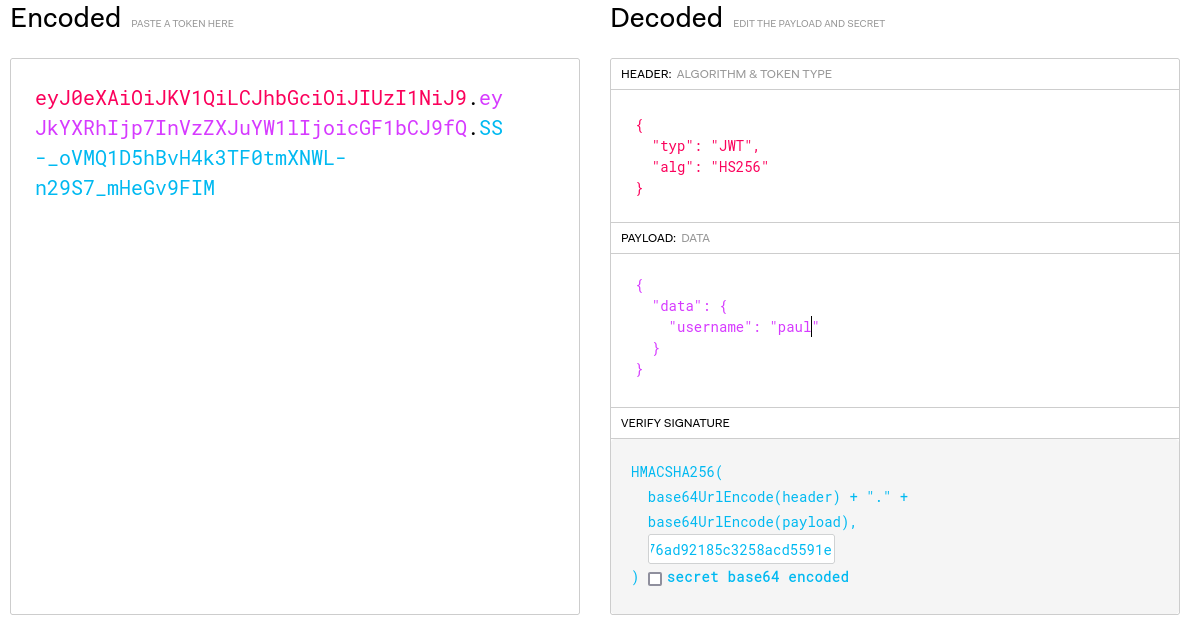 Encoded PASTE A TOKEN HERE
eyJ0eXAiOiJKV1QiLCJhbGciOiJIUzI1NiJ9.ey
JkYXRhIjp7InVzZXJuYW1lIjoicGF1bCJ9fQ.SS
-_oVMQ1D5hBvH4k3TF0tmXNWL-
n29S7_mHeGv9FIM
Decoded EDIT THE PAYLOAD AND SECRET
HEADER: ALGORITHM & TOKEN TYPE
{
"typ": "JWT",
"alg": "HS256"
}
PAYLOAD: DATA
{
"data": {
"username": "paul"
}
}
VERIFY SIGNATURE
HMACSHA256(
base64UrlEncode(header) + "." +
base64UrlEncode(payload),
76ad92185c3258acd5591e
) secret base64 encoded